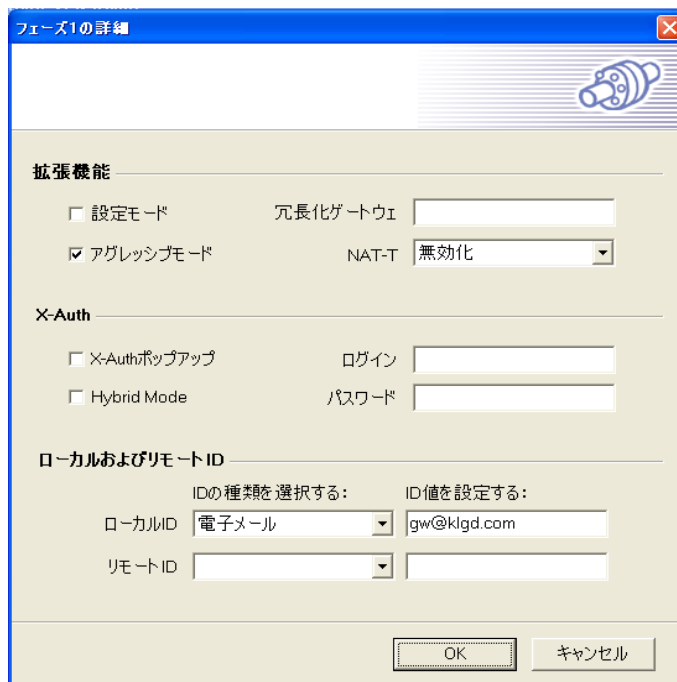 フェーズ1の詳細
拡張機能
設定モード
冗長化ゲートウェ
アグレッシブモード
NAT-T
無効化
X-Auth
X-Authポップアップ
ログイン
Hybrid Mode
パスワード
ローカルおよびリモートID
IDの種類を選択する:
ID値を設定する:
ローカルID
電子メール
gw@klgd.com
リモートID
OK
キャンセル